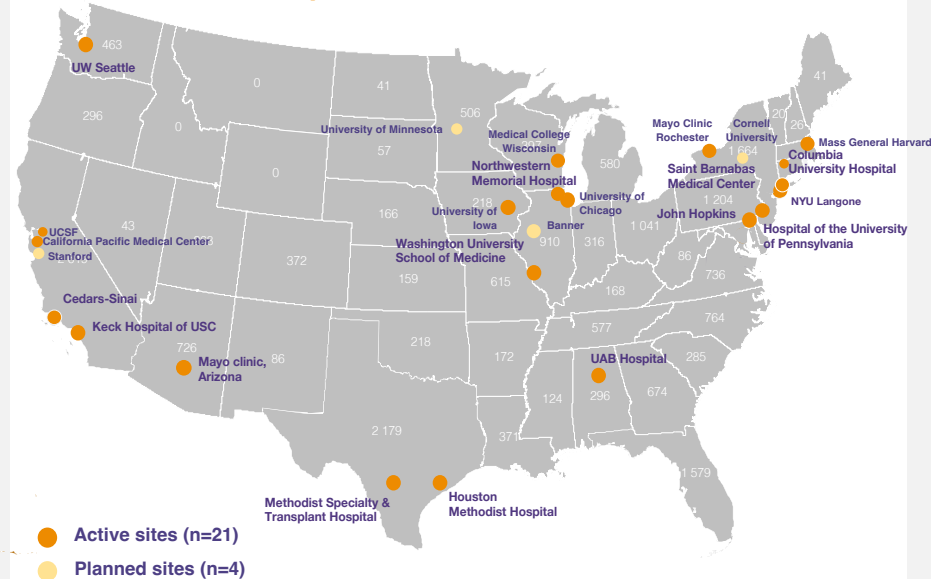 463
UW Seattle
0
41
506
20
41
26
296
0
University of Minnesota
Medical College
Wisconsin
Mayo Clinic
Rochester
Cornell
University
1 664
Mass General Harvard
57
Northwestern
Memorial Hospital
580
Saint Barnabas
Medical Center
Columbia
University Hospital
0
166
218
University of
Iowa
University of
Chicago
1 204
NYU Langone
43
UCSF
California Pacific Medical Center
Stanford
Banner
John Hopkins
Hospital of the University
of Pennsylvania
Washington University
School of Medicine
910
316
1 041
86
372
159
615
168
736
Cedars-Sinai
Keck Hospital of USC
726
Mayo clinic,
Arizona
86
218
172
577
764
UAB Hospital
285
124
296
674
2 179
371
1 579
Methodist Specialty &
Transplant Hospital
Houston
Methodist Hospital
Active sites (n=21)
Planned sites (n=4)